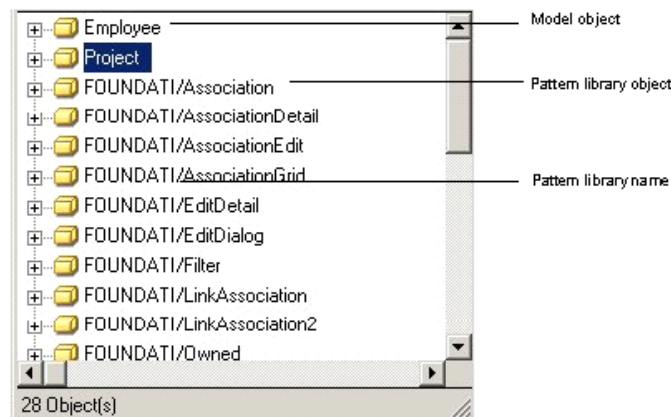 Employee
Model object
Project
FOUNDATI/Association
Pattern library object
FOUNDATI/AssociationDetail
FOUNDATI/AssociationEdit
FOUNDATI/AssociationGrid
Pattern library name
FOUNDATI/EditDetail
FOUNDATI/EditDialog
FOUNDATI/Filter
FOUNDATI/LinkAssociation
FOUNDATI/LinkAssociation2
FOUNDATI/Owned
28 Object(s)